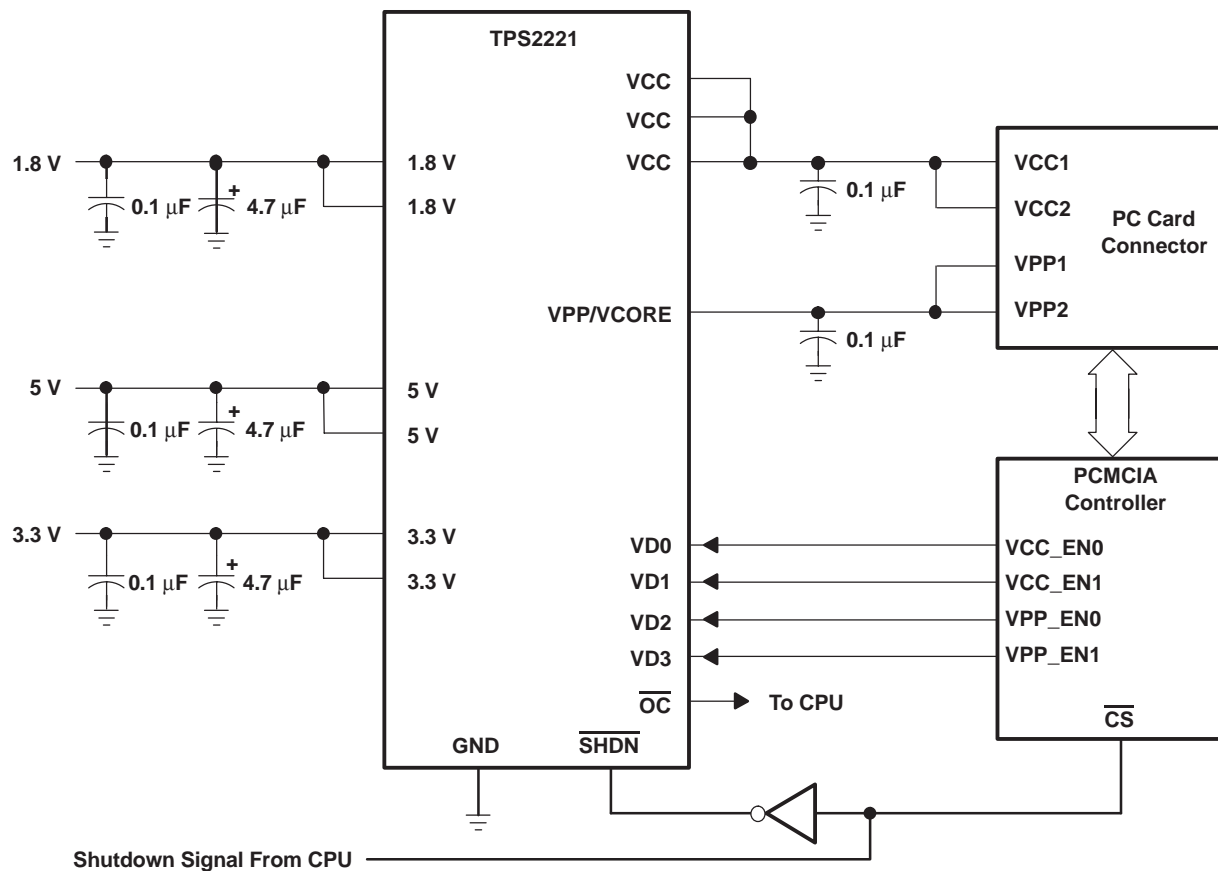 TPS2221
VCC
VCC
1.8 V
1.8 V
VCC
VCC1
0.1 μF
+
4.7 μF
1.8 V
0.1 μF
VCC2
PC Card
Connector
VPP1
VPP/VCORE
VPP2
0.1 μF
5 V
5 V
0.1 μF
+
4.7 μF
5 V
PCMCIA
Controller
3.3 V
3.3 V
VD0
VCC_EN0
0.1 μF
+
4.7 μF
3.3 V
VD1
VCC_EN1
VD2
VPP_EN0
VD3
VPP_EN1
OC
To CPU
CS
GND
SHDN
Shutdown Signal From CPU